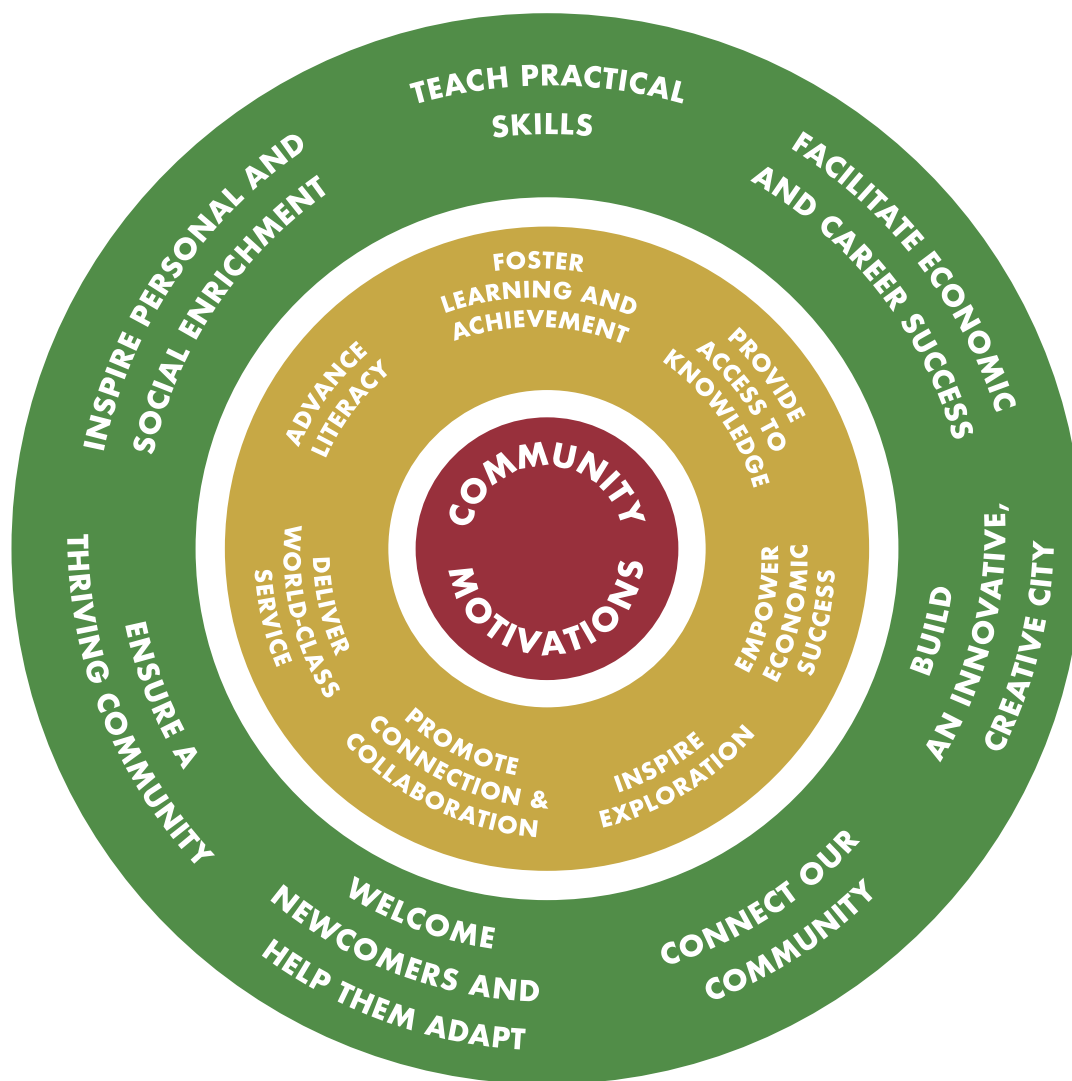 TEACH PRACTICAL
SKILLS
FACILITATE ECONOMIC
AND CAREER SUCCESS
BUILD
AN INNOVATIVE,
CREATIVE CITY
CONNECT OUR
COMMUNITY
WELCOME
NEWCOMERS AND
HELP THEM ADAPT
ENSURE A
THRIVING COMMUNITY
INSPIRE PERSONAL AND
SOCIAL ENRICHMENT
FOSTER
LEARNING AND
ACHIEVEMENT
PROVIDE
ACCESS TO
KNOWLEDGE
EMPOWER
ECONOMIC
SUCCESS
INSPIRE
EXPLORATION
PROMOTE
CONNECTION &
COLLABORATION
DELIVER
WORLD-CLASS
SERVICE
ADVANCE
LITERACY
COMMUNITY
MOTIVATIONS